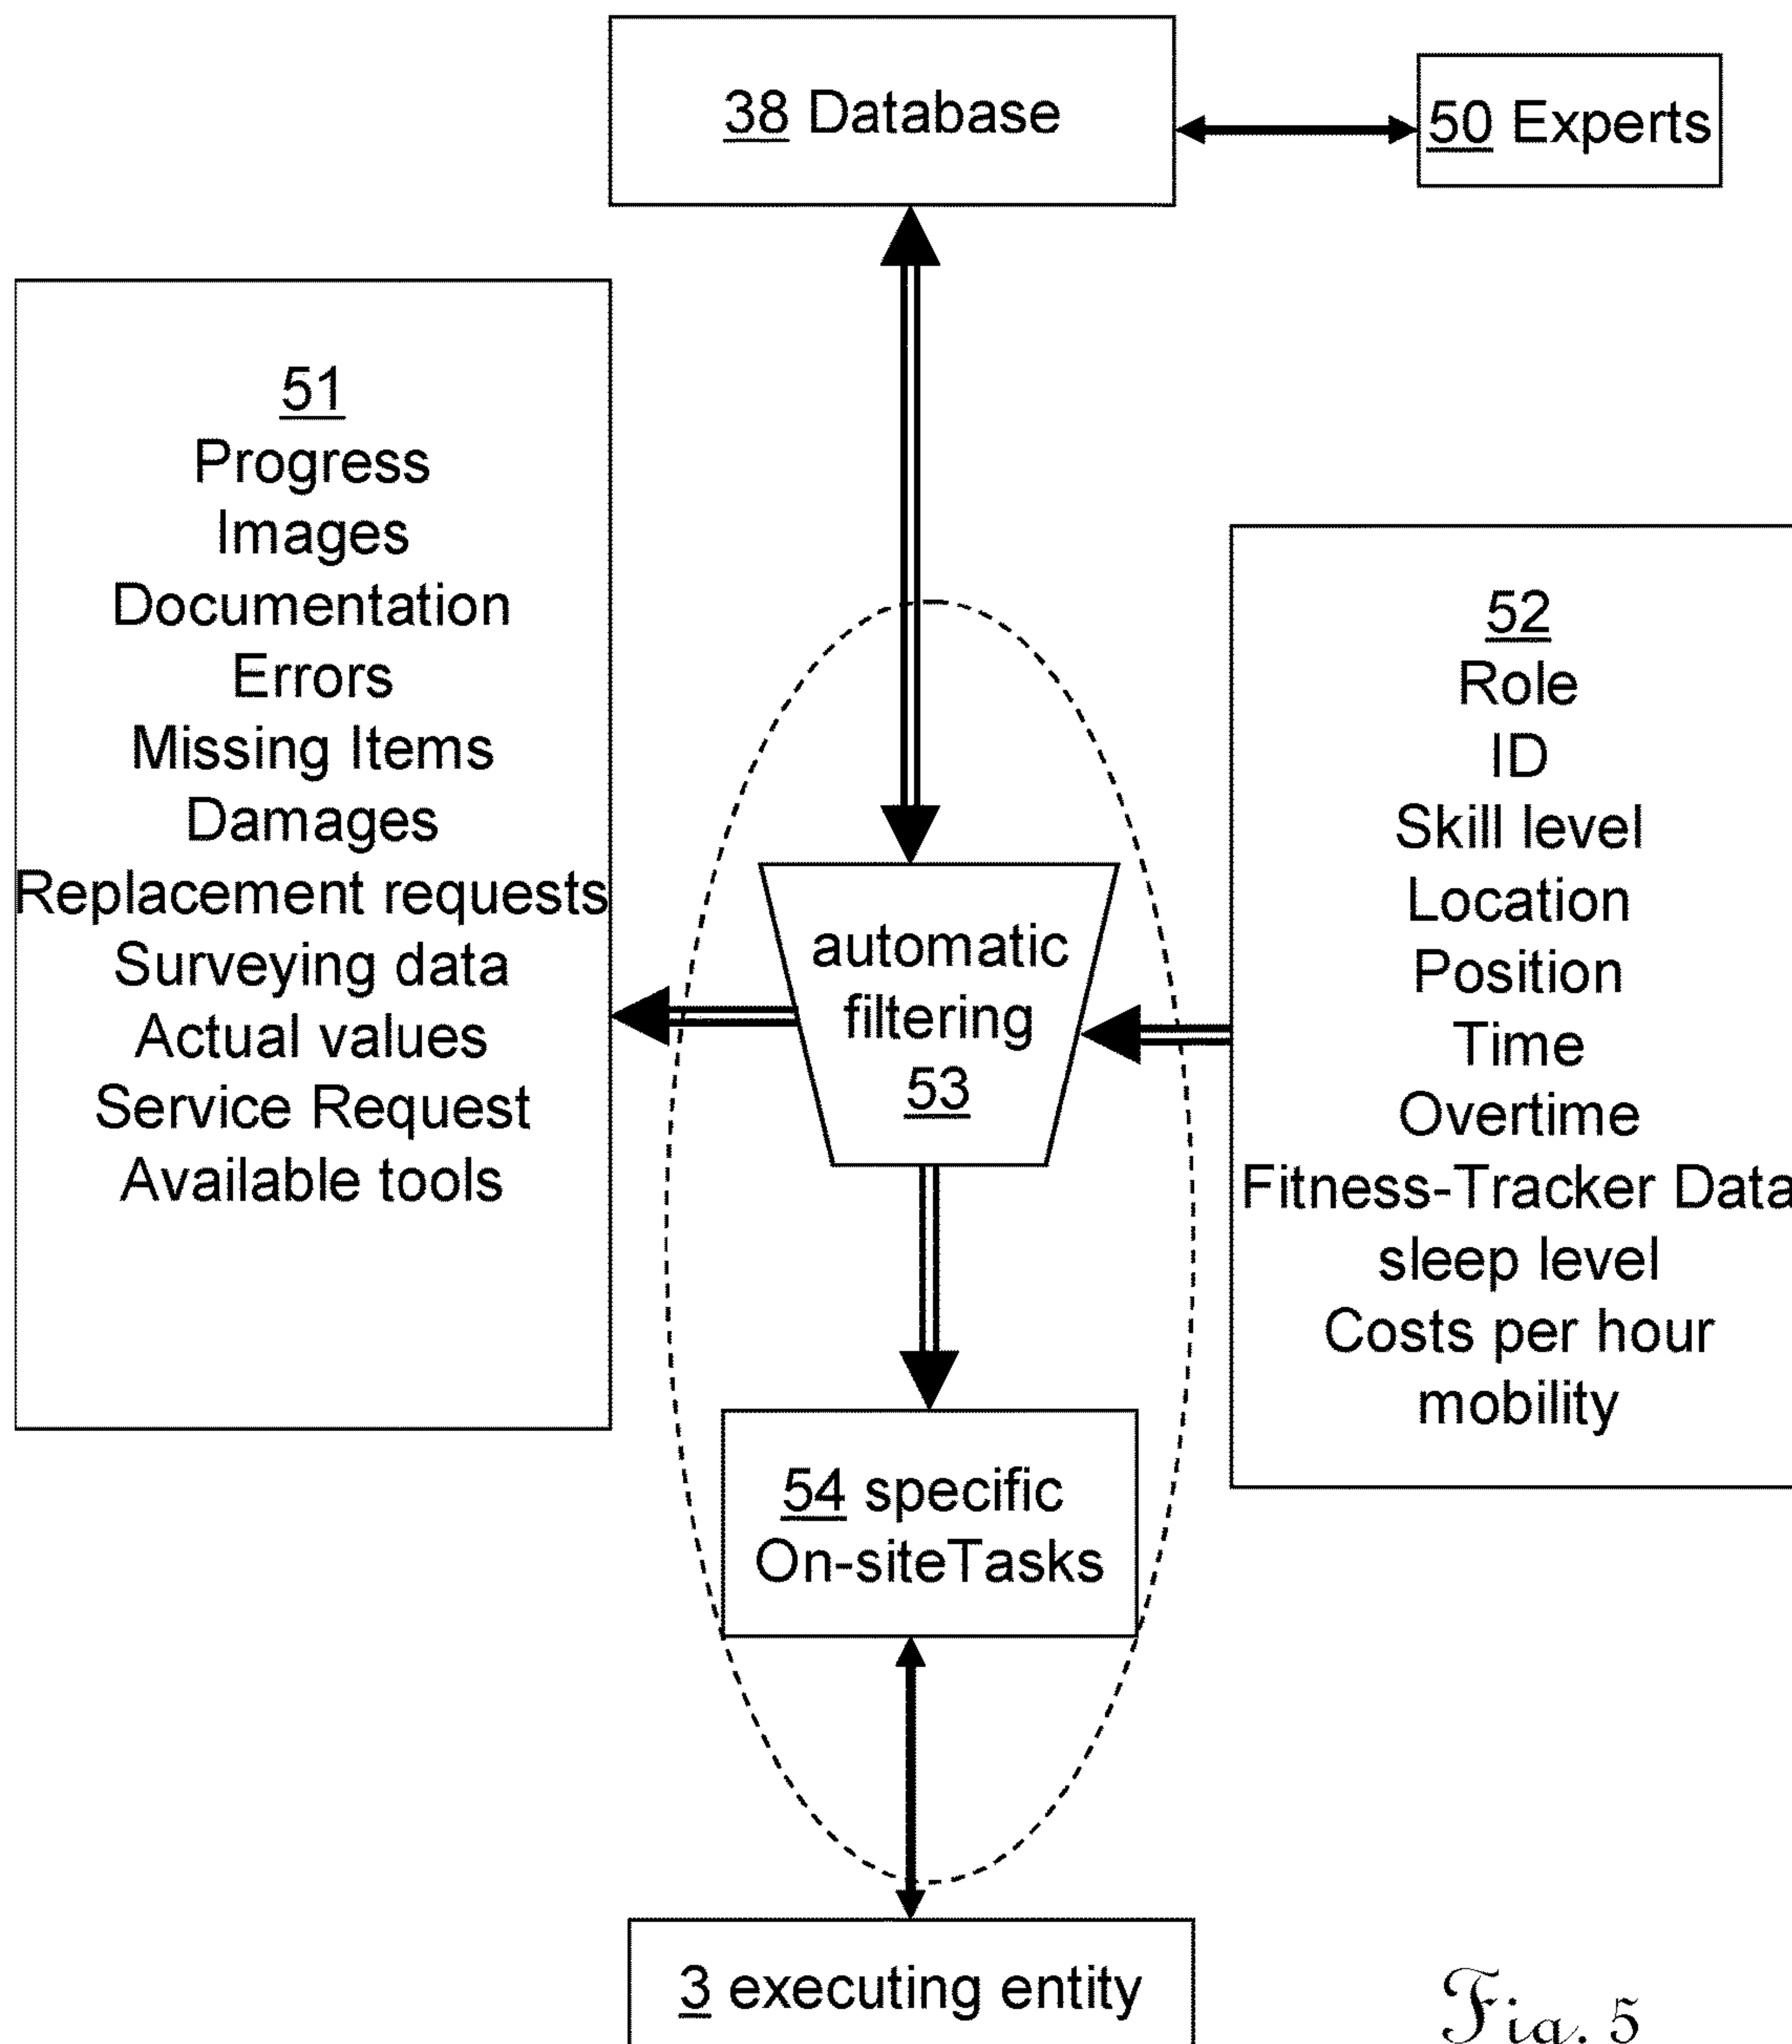 38 Database
50 Experts
51
Progress
Images
Documentation
Errors
Missing Items
Damages
Replacement requests
Surveying data
Actual values
Service Request
Available tools
52
Role
ID
Skill level
Location
Position
Time
Overtime
Fitness-Tracker Data
sleep level
Costs per hour
mobility
automatic
filtering
53
54 specific
On-siteTasks
3 executing entity
Fig. 5